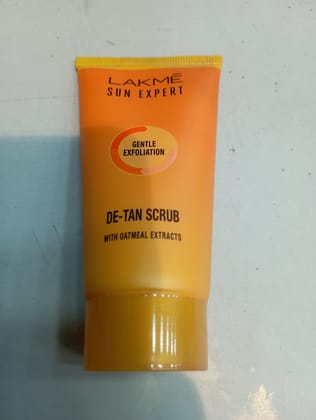 LAKMÉ
SUN EXPERT
GENTLE
EXFOLIATION
DE-TAN SCRUB
WITH OATMEAL EXTRACTS